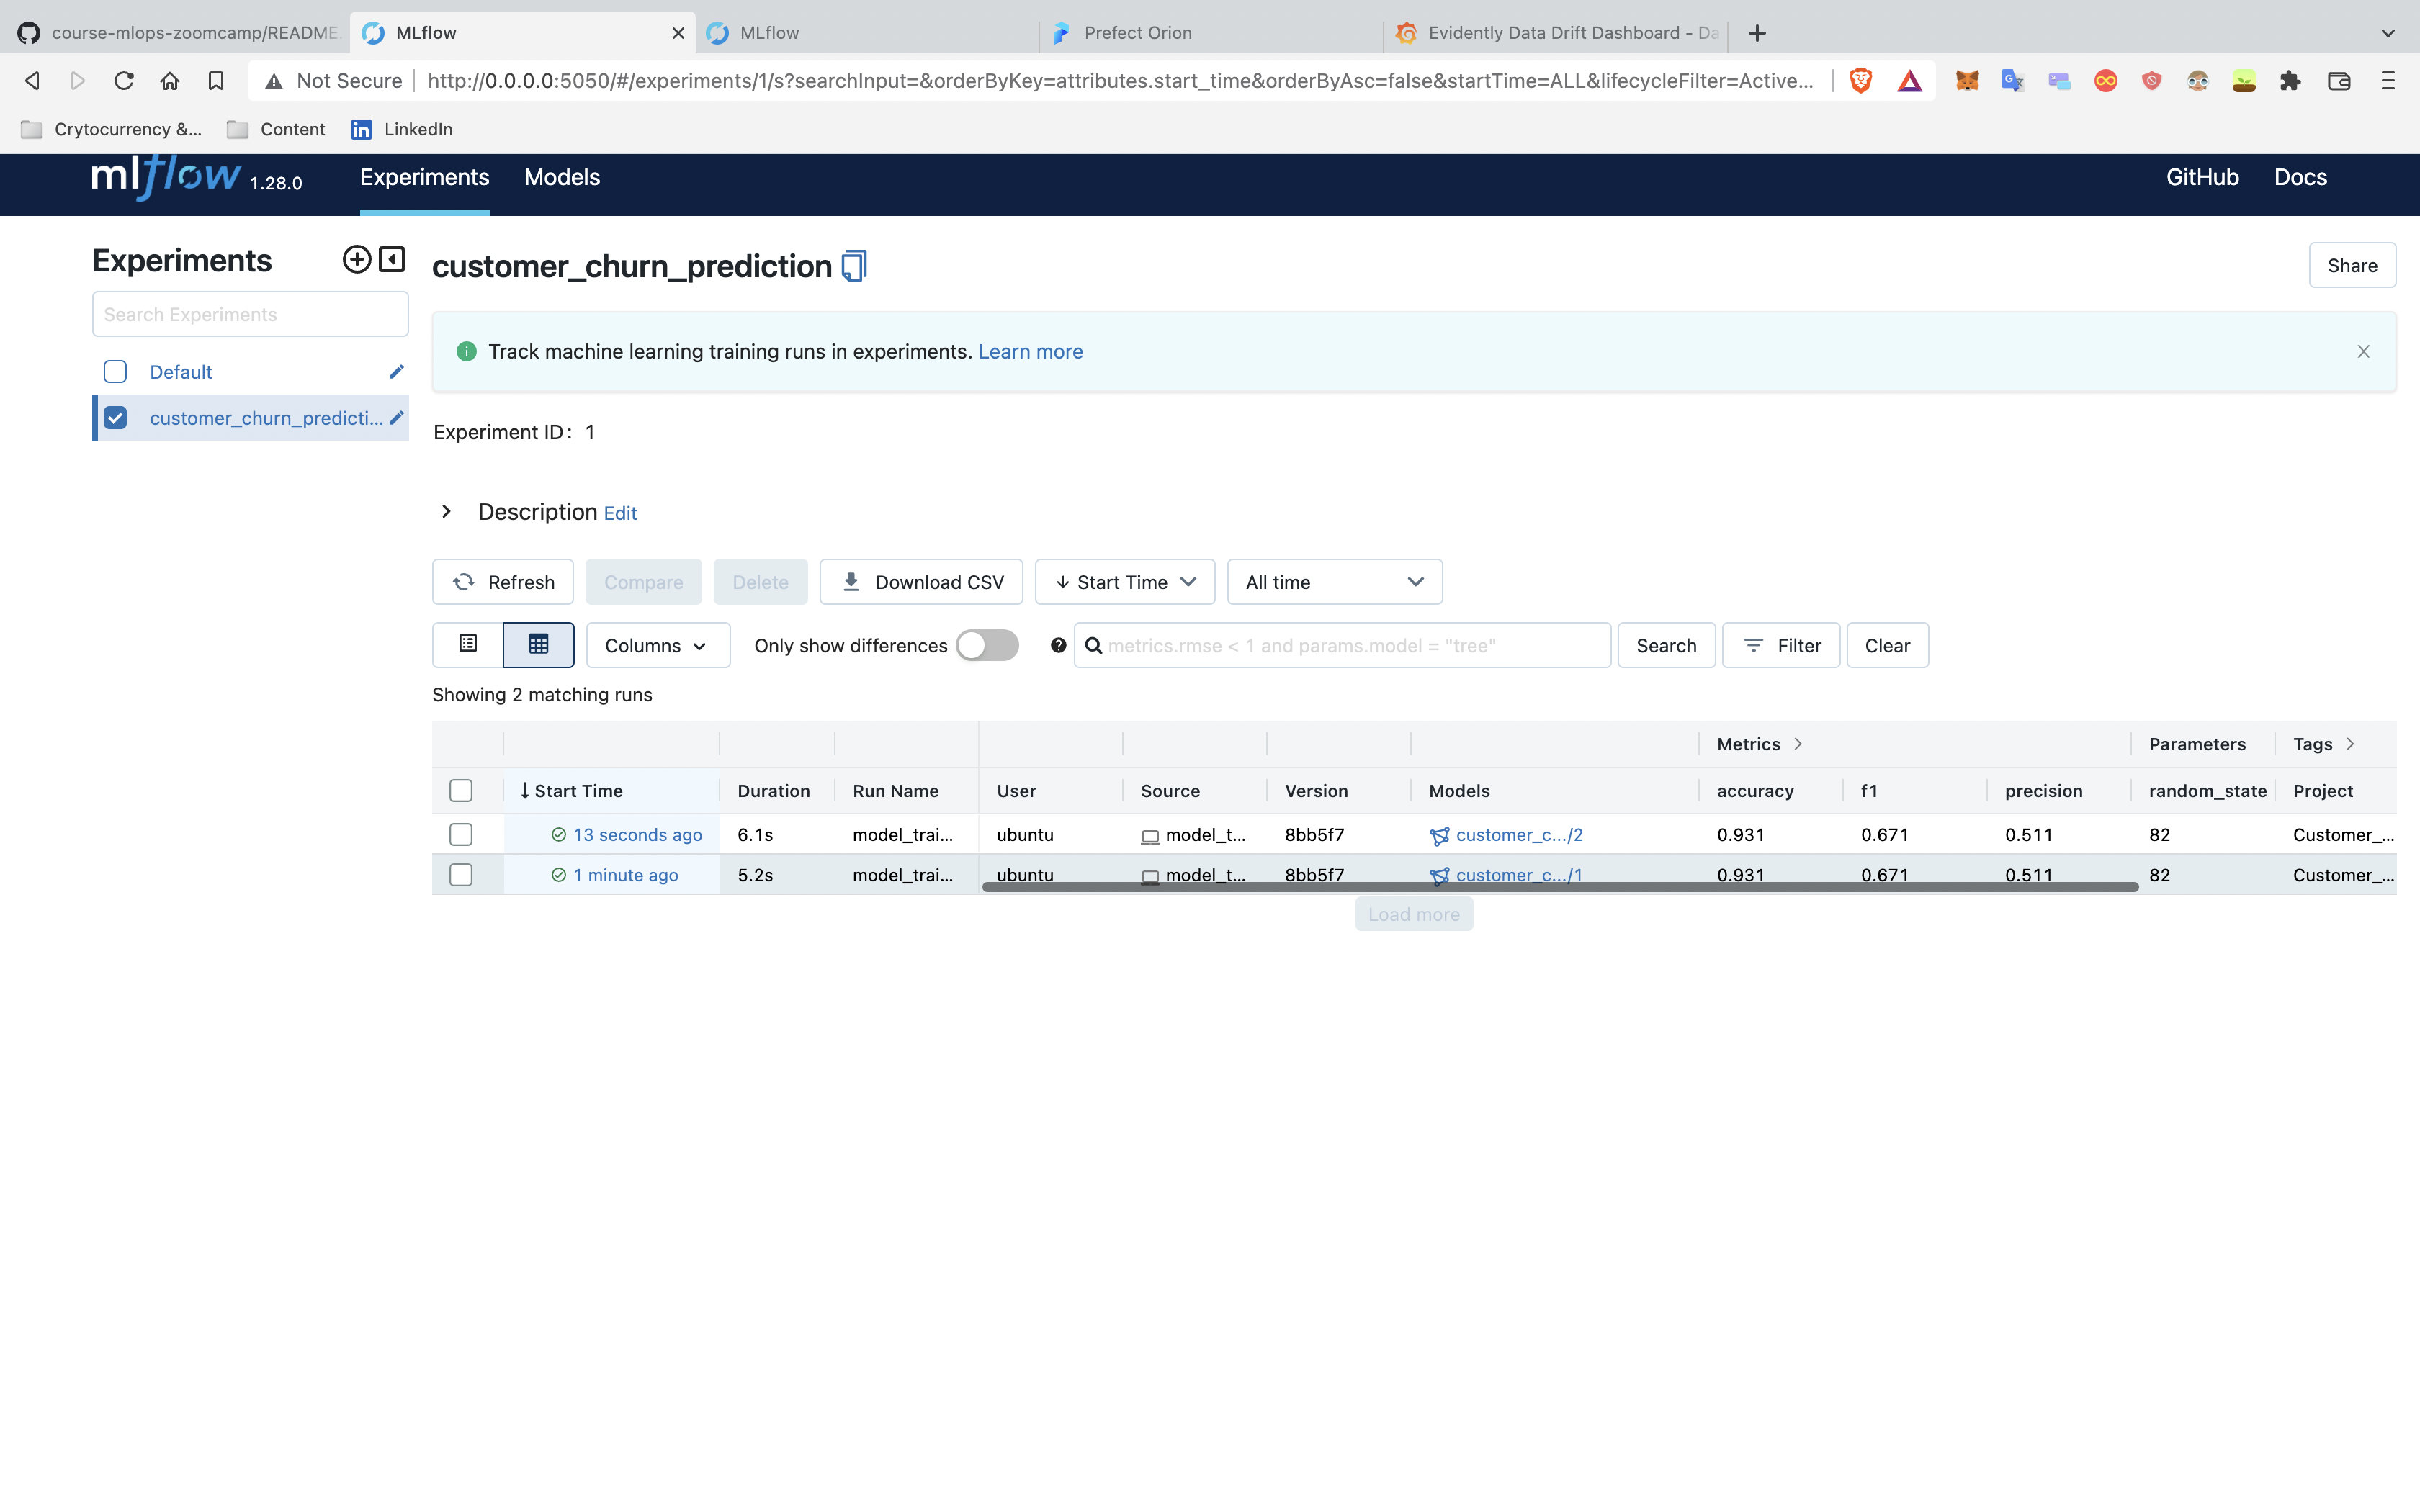 course-mlops-zoomcamp/README.
MLflow
MLflow
Prefect Orion
Evidently Data Drift Dashboard - Da
Not Secure
http://0.0.0.0:5050/#/experiments/1/s?searchInput=&orderByKey=attributes.start_time&orderByAsc=false&startTime=ALL&lifecycleFilter=Active...
Crytocurrency &...
Content
LinkedIn
mlflow 1.28.0
Experiments
Models
GitHub
Docs
Experiments
Search Experiments
Default
customer_churn_predicti...
customer_churn_prediction
Share
Track machine learning training runs in experiments. Learn more
Experiment ID: 1
Description Edit
Refresh
Compare
Delete
Download CSV
Start Time
All time
Columns
Only show differences
metrics.rmse < 1 and params.model = "tree"
Search
Filter
Clear
Showing 2 matching runs
Metrics
Parameters
Tags
Start Time Duration Run Name User Source Version Models accuracy f1 precision random_state Project
13 seconds ago 6.1s model_trai... ubuntu model_t... 8bb5f7 customer_c.../2 0.931 0.671 0.511 82 Customer_...
1 minute ago 5.2s model_trai... ubuntu model_t... 8bb5f7 customer_c.../1 0.931 0.671 0.511 82 Customer_...
Load more